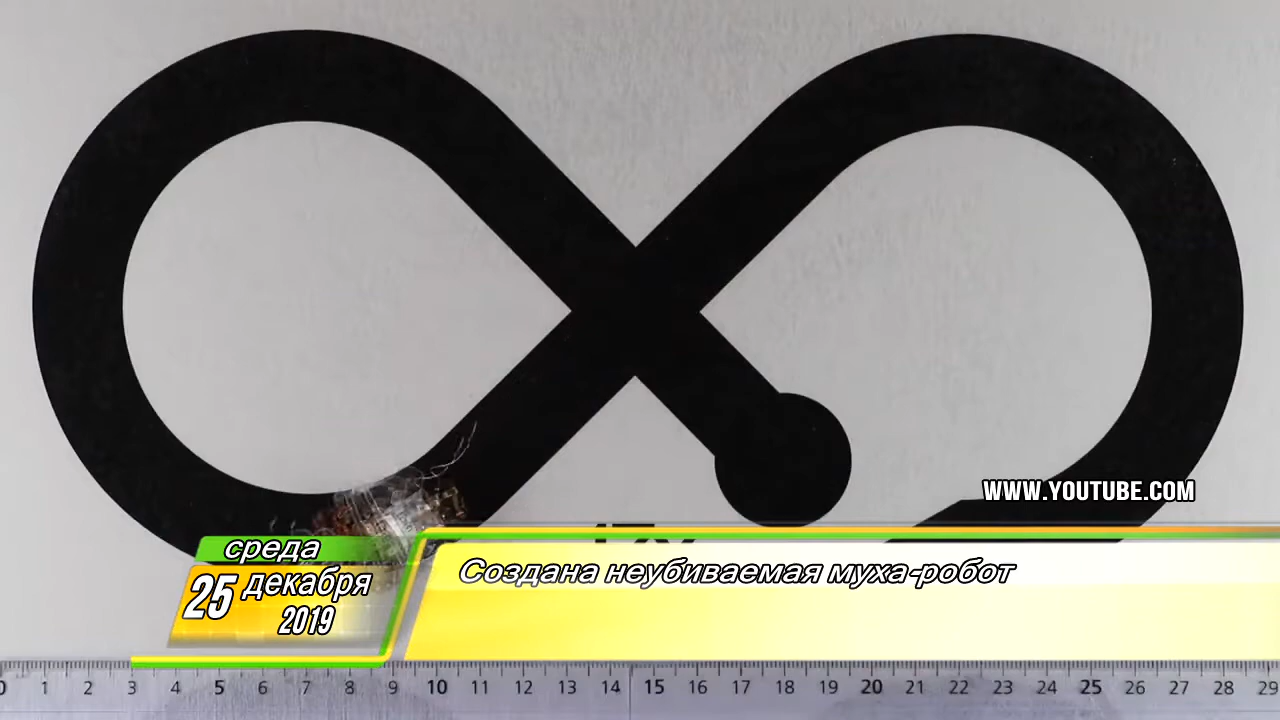 WWW.YOUTUBE.COM
среда
25 декабря
2019
Создана неубиваемая муха-робот
0 1 2 3 4 5 6 7 8 9 10 11 12 13 14 15 16 17 18 19 20 21 22 23 24 25 26 27 28 29